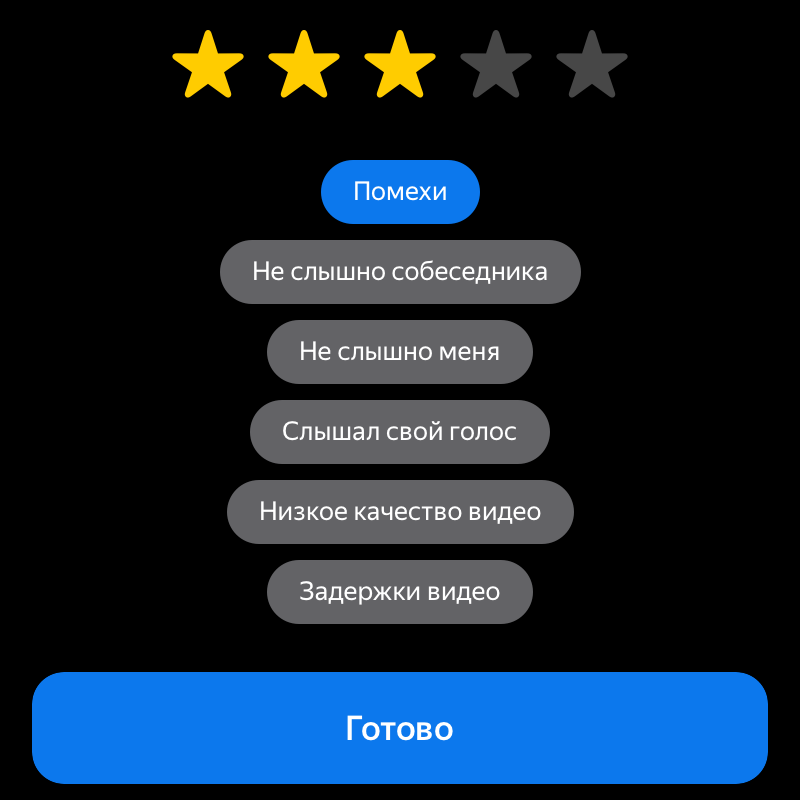 Помехи
Не слышно собеседника
Не слышно меня
Слышал свой голос
Низкое качество видео
Задержки видео
Готово